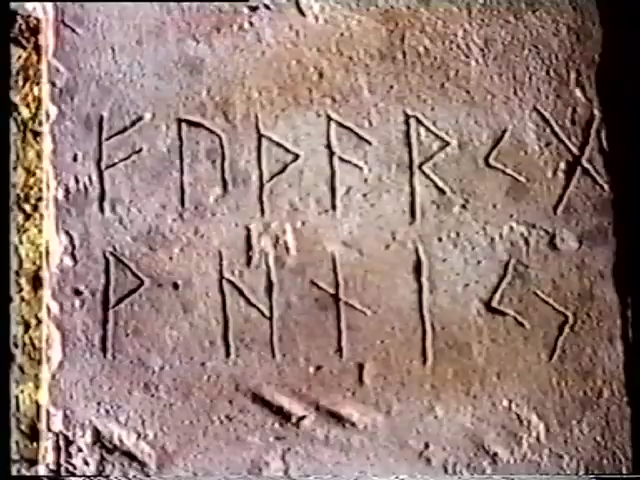 ᚠᚢᚦᚨᚱᚲᚷ
ᚹᚺᚾᛁᛃ